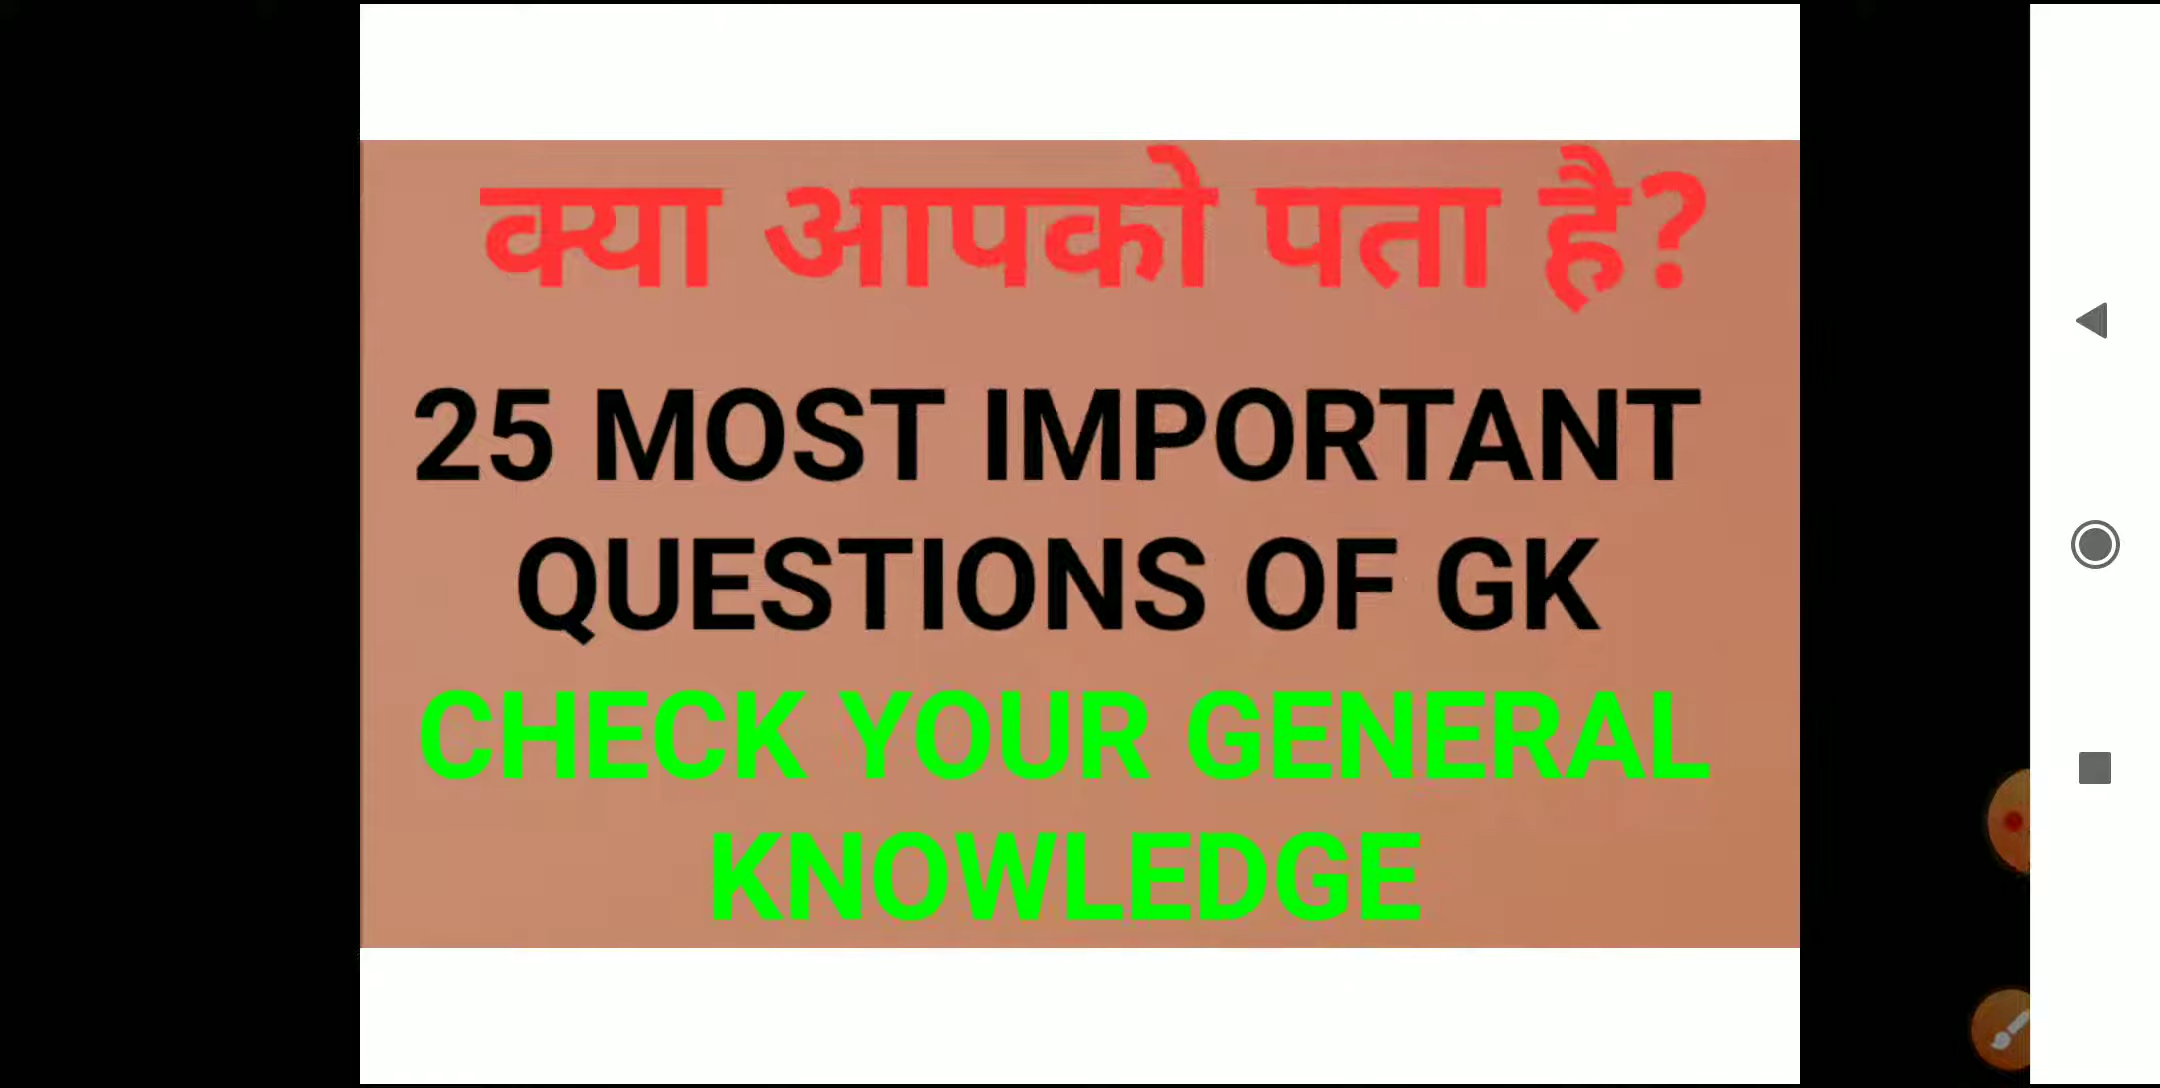 क्या आपको पता है?
25 MOST IMPORTANT
QUESTIONS OF GK
CHECK YOUR GENERAL
KNOWLEDGE